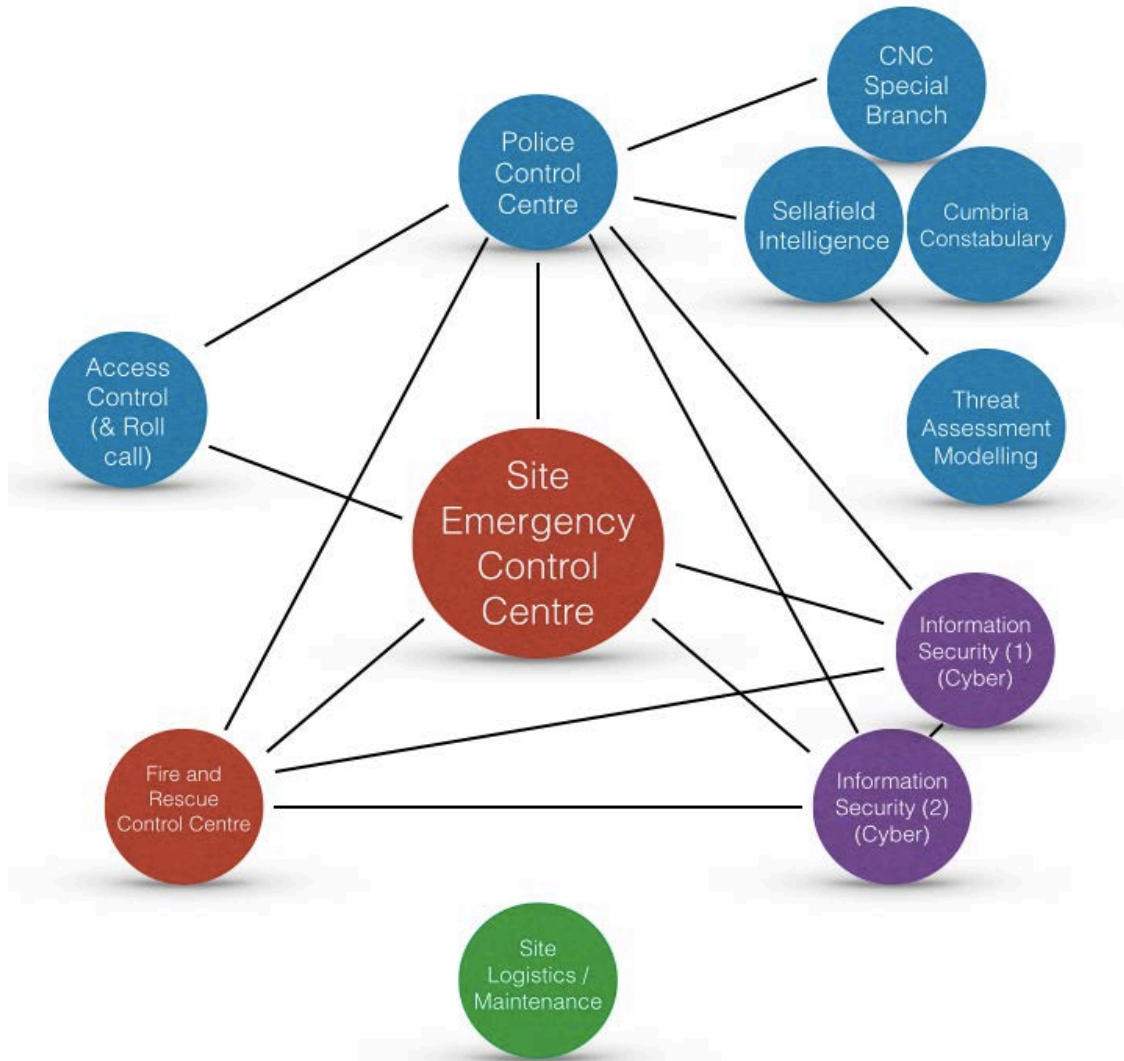 CNC
Special
Branch
Police
Control
Centre
Sellafield
Intelligence
Cumbria
Constabulary
Access
Control
(& Roll
call)
Threat
Assessment
Modelling
Site
Emergency
Control
Centre
Information
Security (1)
(Cyber)
Fire and
Rescue
Control Centre
Information
Security (2)
(Cyber)
Site
Logistics /
Maintenance